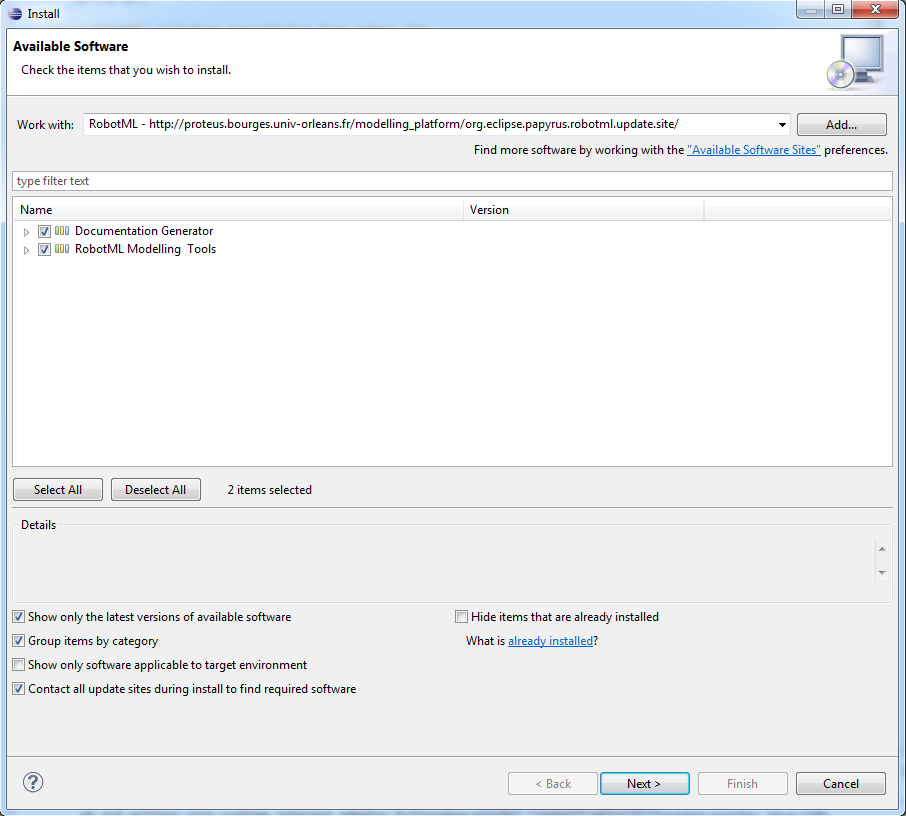 Install
Available Software
Check the items that you wish to install.
Work with: RobotML - http://proteus.bourges.univ-orleans.fr/modelling_platform/org.eclipse.papyrus.robotml.update.site/ Add...
Find more software by working with the "Available Software Sites" preferences.
type filter text
Name Version
Documentation Generator
RobotML Modelling Tools
Select All Deselect All 2 items selected
Details
Show only the latest versions of available software Hide items that are already installed
Group items by category What is already installed?
Show only software applicable to target environment
Contact all update sites during install to find required software
? < Back Next > Finish Cancel